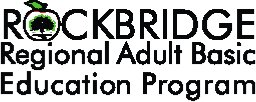 ROCKBRIDGE
Regional Adult Basic
Education Program